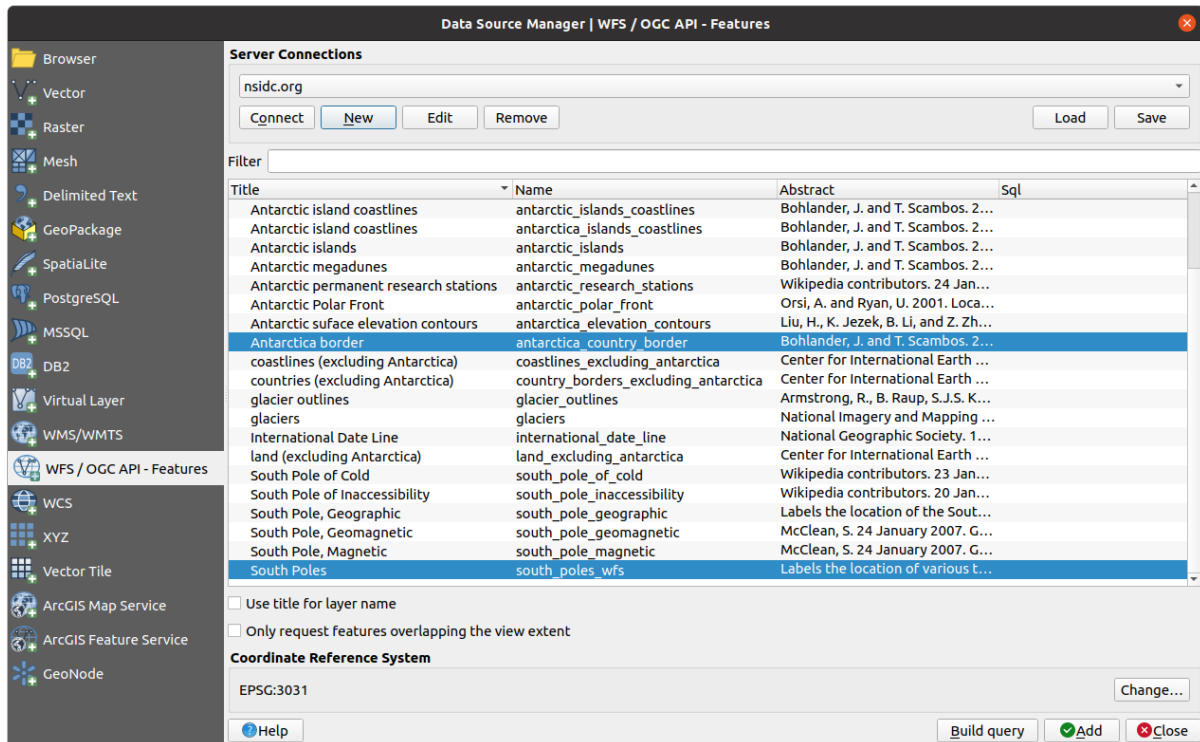 Data Source Manager | WFS / OGC API - Features
Browser
Vector
Raster
Mesh
Delimited Text
GeoPackage
SpatiaLite
PostgreSQL
MSSQL
DB2 DB2
Virtual Layer
WMS/WMTS
WFS / OGC API - Features
WCS
XYZ
Vector Tile
ArcGIS Map Service
ArcGIS Feature Service
GeoNode
Server Connections
nsidc.org
Connect New Edit Remove Load Save
Filter
Title Name Abstract Sql
Antarctic island coastlines antarctic_islands_coastlines Bohlander, J. and T. Scambos. 2...
Antarctic island coastlines antarctica_islands_coastlines Bohlander, J. and T. Scambos. 2...
Antarctic islands antarctic_islands Bohlander, J. and T. Scambos. 2...
Antarctic megadunes antarctic_megadunes Bohlander, J. and T. Scambos. 2...
Antarctic permanent research stations antarctic_research_stations Wikipedia contributors. 24 Jan...
Antarctic Polar Front antarctic_polar_front Orsi, A. and Ryan, U. 2001. Loca...
Antarctic suface elevation contours antarctica_elevation_contours Liu, H., K. Jezek, B. Li, and Z. Zh...
Antarctica border antarctica_country_border Bohlander, J. and T. Scambos. 2...
coastlines (excluding Antarctica) coastlines_excluding_antarctica Center for International Earth ...
countries (excluding Antarctica) country_borders_excluding_antarctica Center for International Earth ...
glacier outlines glacier_outlines Armstrong, R., B. Raup, S.J.S. K...
glaciers glaciers National Imagery and Mapping ...
International Date Line international_date_line National Geographic Society. 1...
land (excluding Antarctica) land_excluding_antarctica Center for International Earth ...
South Pole of Cold south_pole_of_cold Wikipedia contributors. 23 Jan...
South Pole of Inaccessibility south_pole_inaccessibility Wikipedia contributors. 20 Jan...
South Pole, Geographic south_pole_geographic Labels the location of the Sout...
South Pole, Geomagnetic south_pole_geomagnetic McClean, S. 24 January 2007. G...
South Pole, Magnetic south_pole_magnetic McClean, S. 24 January 2007. G...
South Poles south_poles_wfs Labels the location of various t...
Use title for layer name
Only request features overlapping the view extent
Coordinate Reference System
EPSG:3031 Change...
Help Build query Add Close